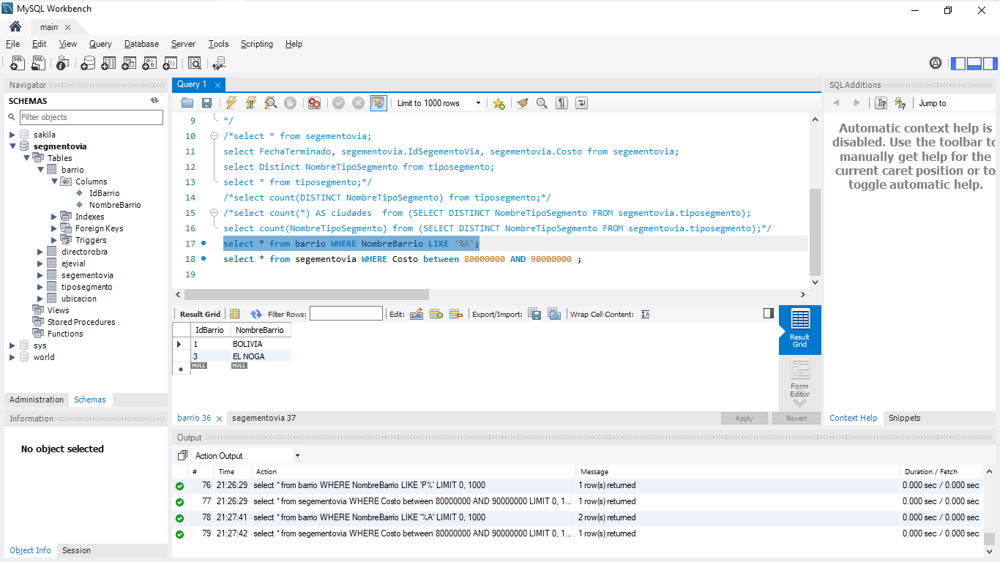 MySQL Workbench
main
File Edit View Query Database Server Tools Scripting Help
Navigator
SCHEMAS
Filter objects
sakila
segmentovia
Tables
barrio
Columns
IdBarrio
NombreBarrio
Indexes
Foreign Keys
Triggers
directorobra
ejevial
segementovia
tiposegmento
ubicacion
Views
Stored Procedures
Functions
sys
world
Administration Schemas
Information
No object selected
Object Info Session
Query 1
Limit to 1000 rows
9 */
10 /*select * from segementovia;
11 select FechaTerminado, segementovia.IdSegementoVia, segementovia.Costo from segementovia;
12 select Distinct NombreTipoSegmento from tiposegmento;
13 select * from tiposegmento;*/
14 /*select count(DISTINCT NombreTipoSegmento) from tiposegmento;*/
15 /*select count(*) AS ciudades  from (SELECT DISTINCT NombreTipoSegmento FROM segmentovia.tiposegmento);
16 select count(NombreTipoSegmento) from (SELECT DISTINCT NombreTipoSegmento FROM segmentovia.tiposegmento);*/
17 select * from barrio WHERE NombreBarrio LIKE '%A';
18 select * from segementovia WHERE Costo between 80000000 AND 90000000 ;
19
Result Grid Filter Rows: Edit: Export/Import: Wrap Cell Content:
IdBarrio NombreBarrio
1 BOLIVIA
3 EL NOGA
NULL NULL
Result Grid
Form Editor
barrio 36 segementovia 37 Apply Revert
Output
Action Output
# Time Action Message Duration / Fetch
76 21:26:29 select * from barrio WHERE NombreBarrio LIKE 'P%' LIMIT 0, 1000 1 row(s) returned 0.000 sec / 0.000 sec
77 21:26:29 select * from segementovia WHERE Costo between 80000000 AND 90000000 LIMIT 0, 1... 1 row(s) returned 0.000 sec / 0.000 sec
78 21:27:41 select * from barrio WHERE NombreBarrio LIKE '%A' LIMIT 0, 1000 2 row(s) returned 0.000 sec / 0.000 sec
79 21:27:42 select * from segementovia WHERE Costo between 80000000 AND 90000000 LIMIT 0, 1... 1 row(s) returned 0.000 sec / 0.000 sec
SQLAdditions
Jump to
Automatic context help is
disabled. Use the toolbar to
manually get help for the
current caret position or to
toggle automatic help.
Context Help Snippets